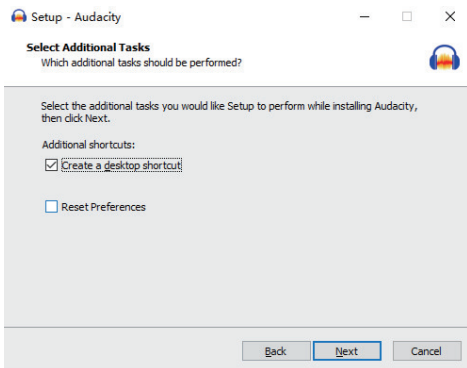 Setup - Audacity
Select Additional Tasks
Which additional tasks should be performed?
Select the additional tasks you would like Setup to perform while installing Audacity,
then click Next.
Additional shortcuts:
Create a desktop shortcut
Reset Preferences
Back Next Cancel